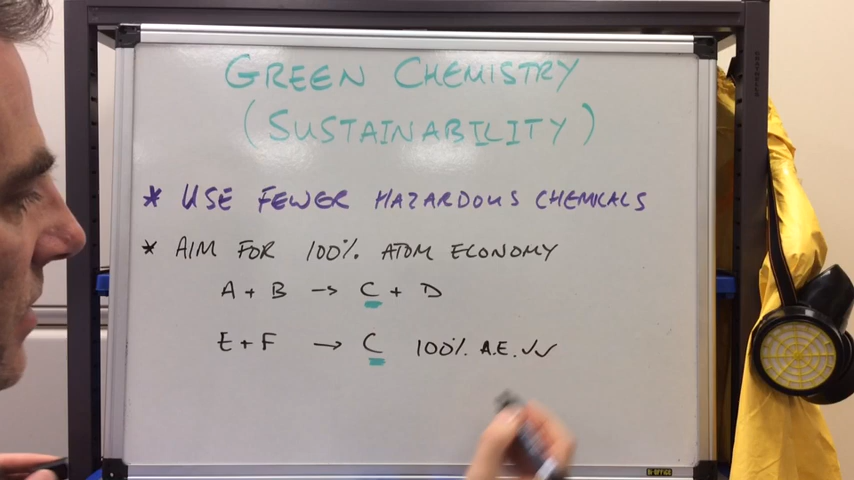 GREEN CHEMISTRY
(SUSTAINABILITY)
* USE FEWER HAZARDOUS CHEMICALS
* AIM FOR 100% ATOM ECONOMY
A + B → C + D
E + F → C 100% A.E. ✓✓